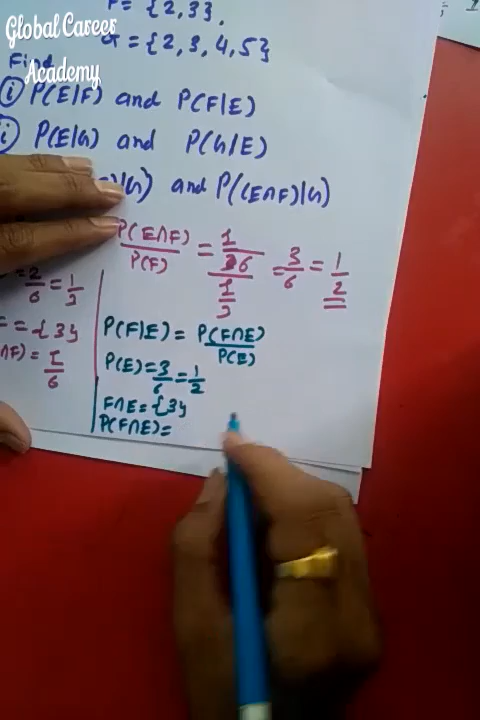 F = {2,3}.
Global Career
Academy
G = {2,3,4,5}
Find
(i) P(E|F) and P(F|E)
P(E|G) and P(G|E)
|G) and P((E∩F)|G)
P(E∩F)/P(F) = (1/6)/(1/3) = 3/6 = 1/2
= 2/6 = 1/3
= {3}
∩F) = 1/6
P(F|E) = P(F∩E)/P(E)
P(E) = 3/6 = 1/2
F∩E = {3}
P(F∩E) =